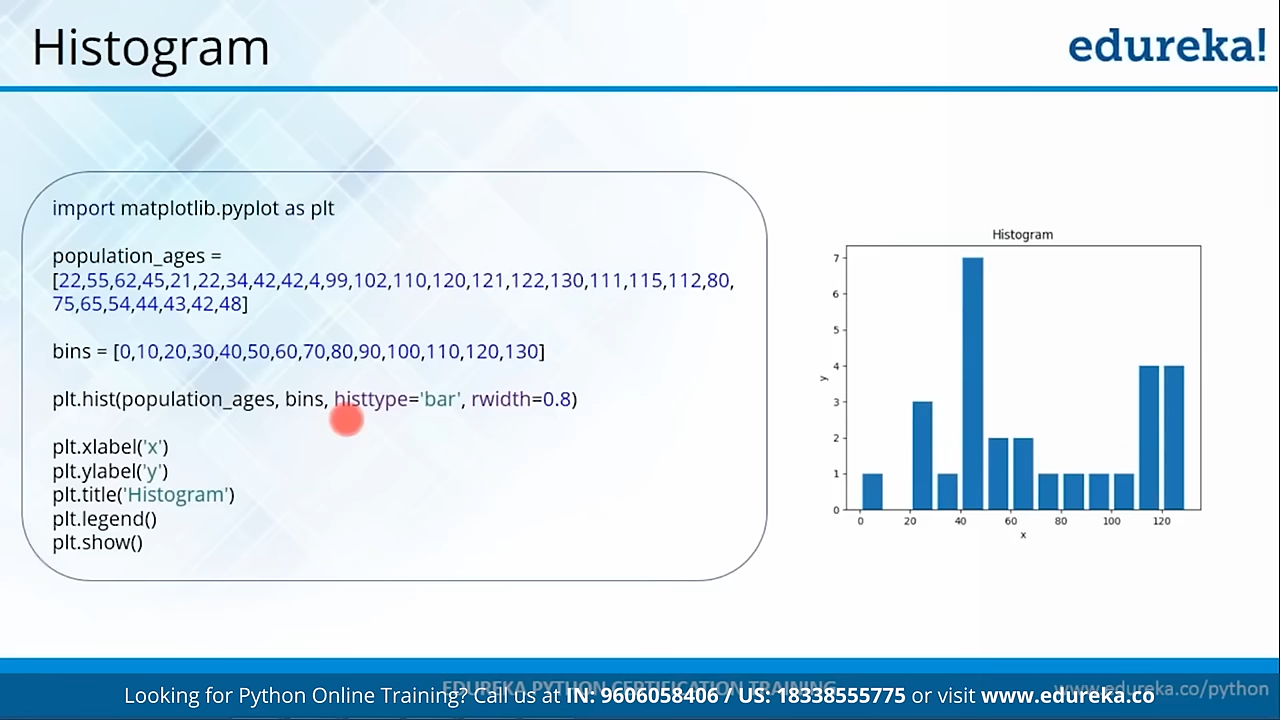 Histogram
edureka!
import matplotlib.pyplot as plt
population_ages =
[22,55,62,45,21,22,34,42,42,4,99,102,110,120,121,122,130,111,115,112,80,
75,65,54,44,43,42,48]
bins = [0,10,20,30,40,50,60,70,80,90,100,110,120,130]
plt.hist(population_ages, bins, histtype='bar', rwidth=0.8)
plt.xlabel('x')
plt.ylabel('y')
plt.title('Histogram')
plt.legend()
plt.show()
Histogram
7
6
5
4
3
2
1
0
y
0 20 40 60 80 100 120
x
EDUREKA PYTHON CERTIFICATION TRAINING
www.edureka.co/python
Looking for Python Online Training? Call us at IN: 9606058406 / US: 18338555775 or visit www.edureka.co